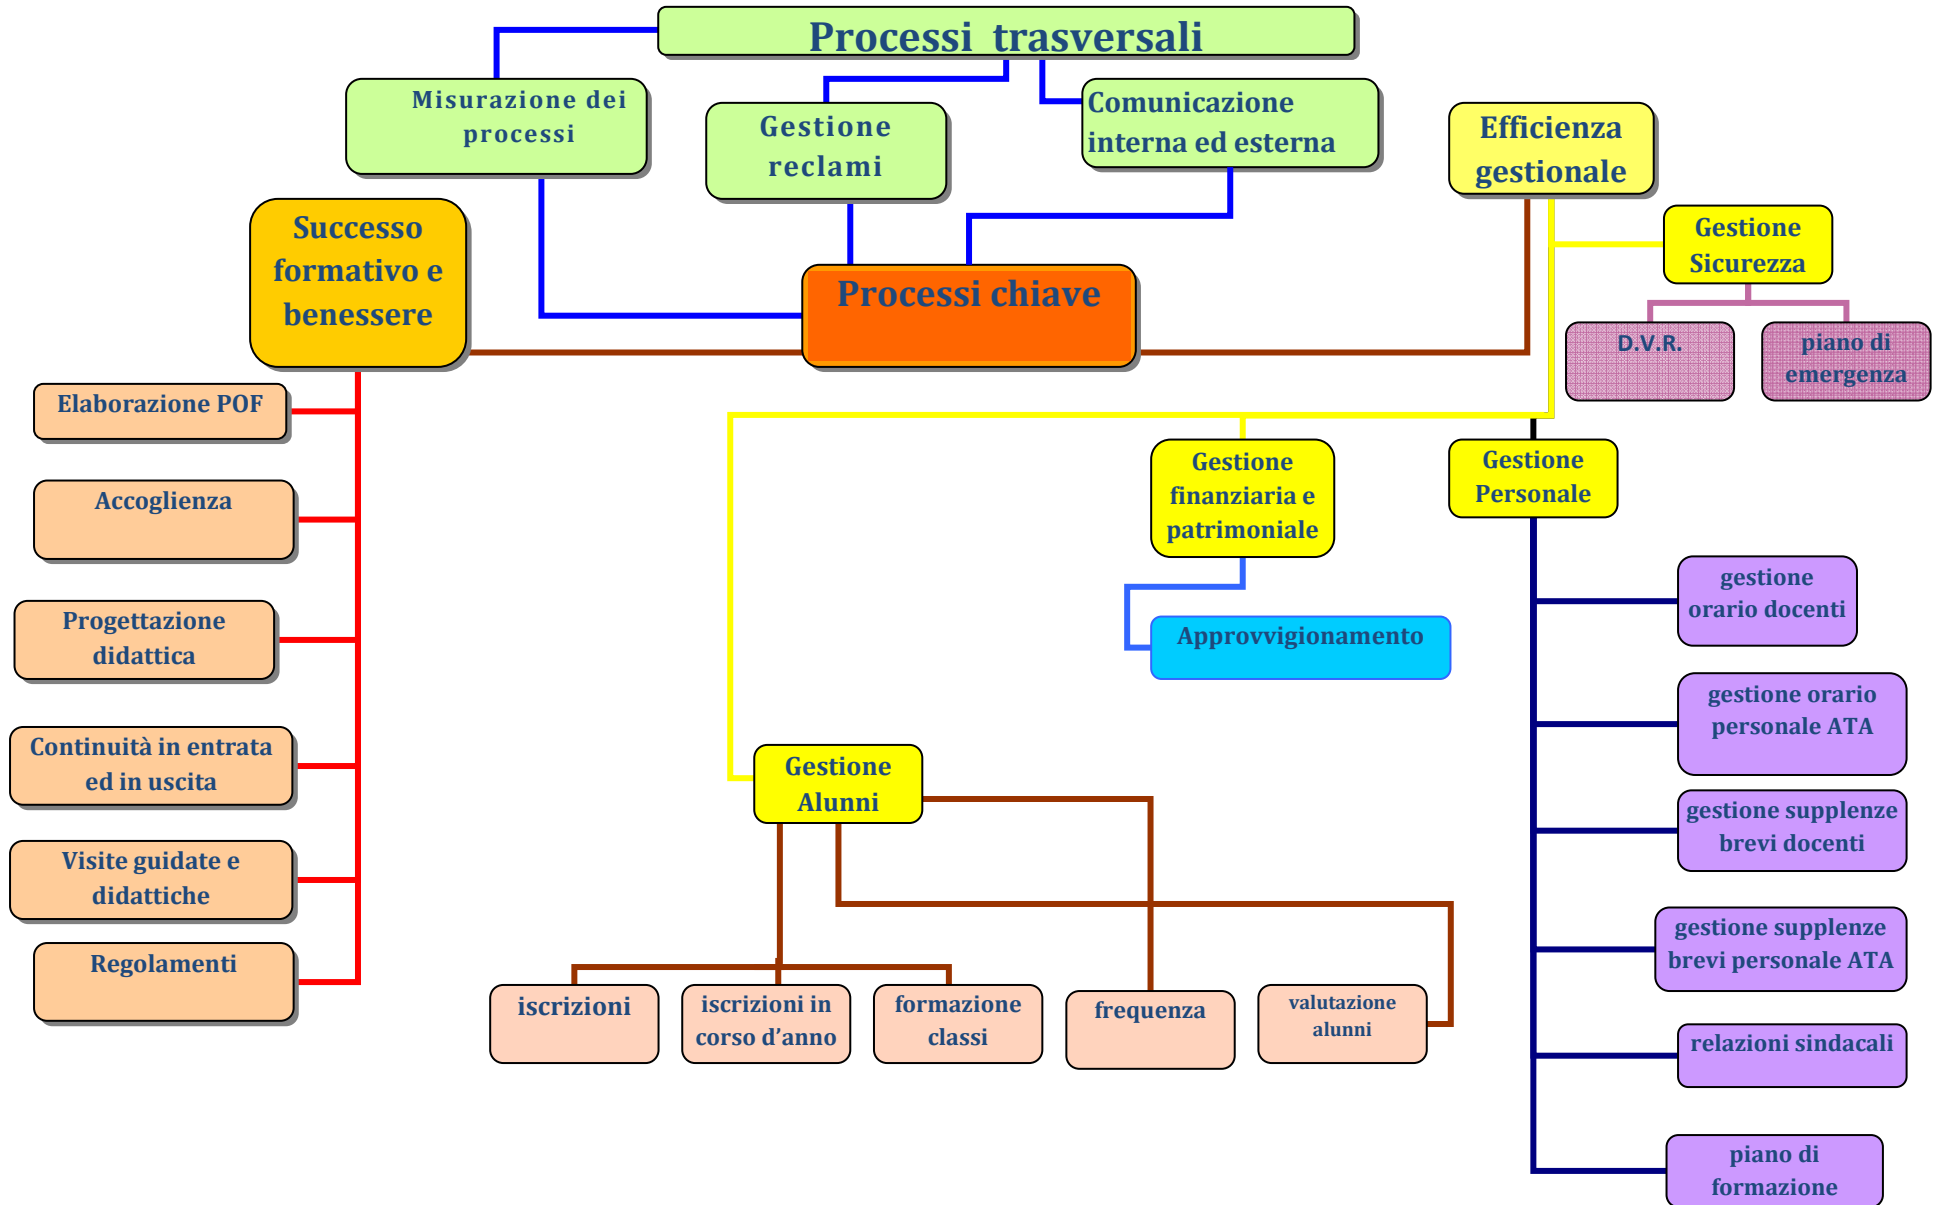 Processi trasversali
Misurazione dei
processi
Gestione
reclami
Comunicazione
interna ed esterna
Efficienza
gestionale
Successo
formativo e
benessere
Processi chiave
Gestione
Sicurezza
D.V.R.
piano di
emergenza
Elaborazione POF
Accoglienza
Progettazione
didattica
Continuità in entrata
ed in uscita
Visite guidate e
didattiche
Regolamenti
Gestione
finanziaria e
patrimoniale
Approvvigionamento
Gestione
Personale
gestione
orario docenti
gestione orario
personale ATA
gestione supplenze
brevi docenti
gestione supplenze
brevi personale ATA
relazioni sindacali
piano di
formazione
Gestione
Alunni
iscrizioni
iscrizioni in
corso d’anno
formazione
classi
frequenza
valutazione
alunni